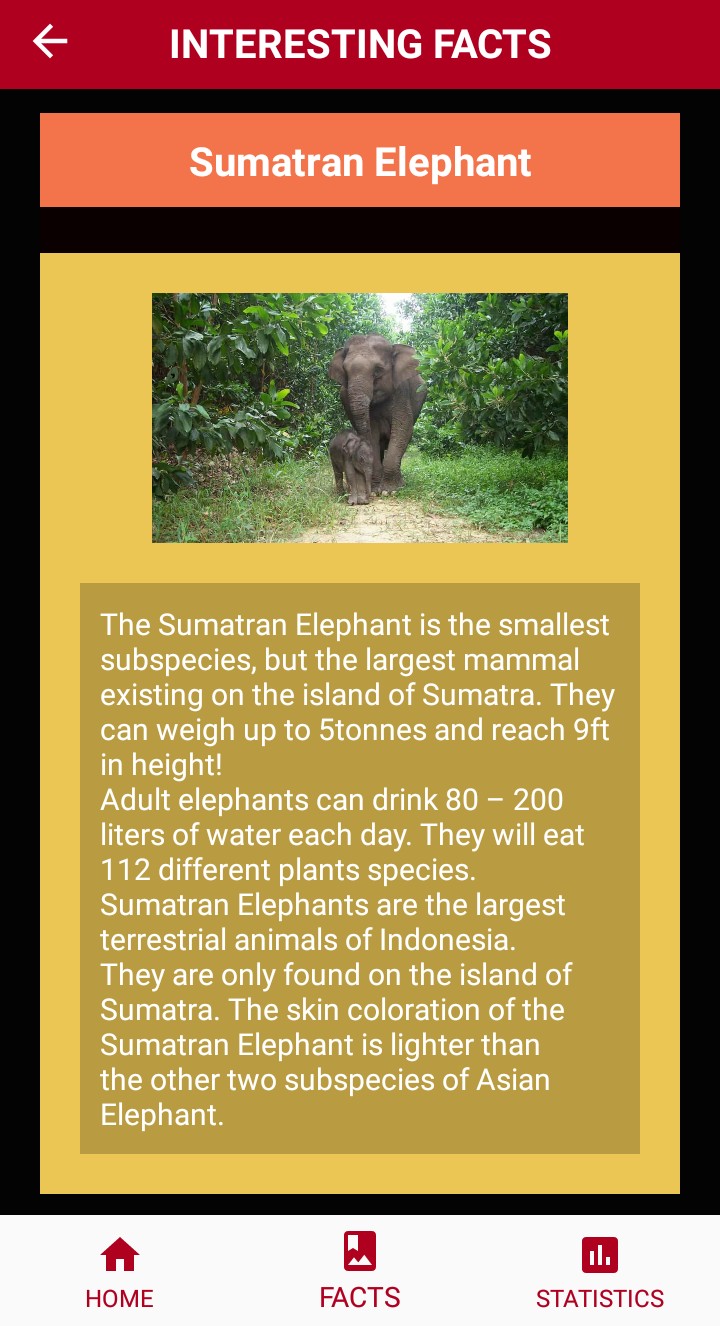 INTERESTING FACTS
Sumatran Elephant
The Sumatran Elephant is the smallest
subspecies, but the largest mammal
existing on the island of Sumatra. They
can weigh up to 5tonnes and reach 9ft
in height!
Adult elephants can drink 80 – 200
liters of water each day. They will eat
112 different plants species.
Sumatran Elephants are the largest
terrestrial animals of Indonesia.
They are only found on the island of
Sumatra. The skin coloration of the
Sumatran Elephant is lighter than
the other two subspecies of Asian
Elephant.
HOME
FACTS
STATISTICS